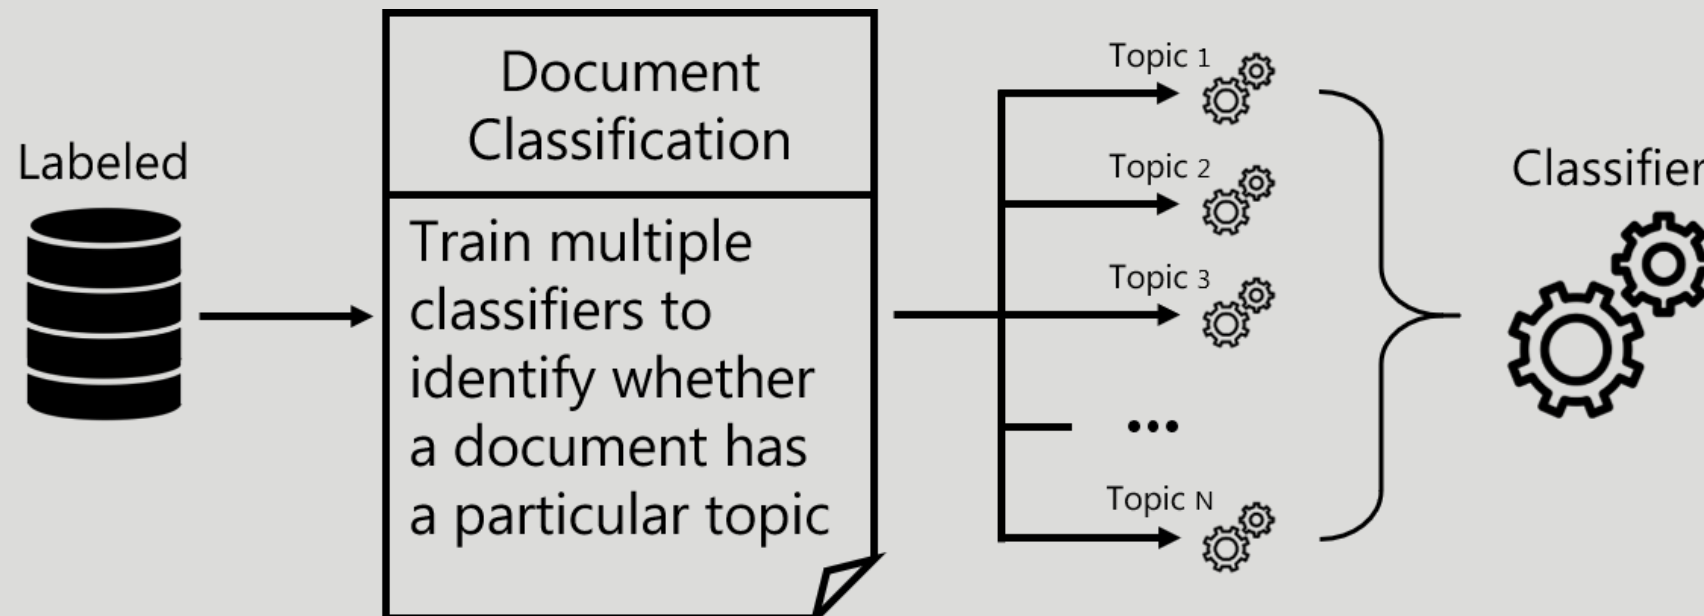 Labeled
Document
Classification
Train multiple
classifiers to
identify whether
a document has
a particular topic
Topic 1
Topic 2
Topic 3
...
Topic N
Classifier